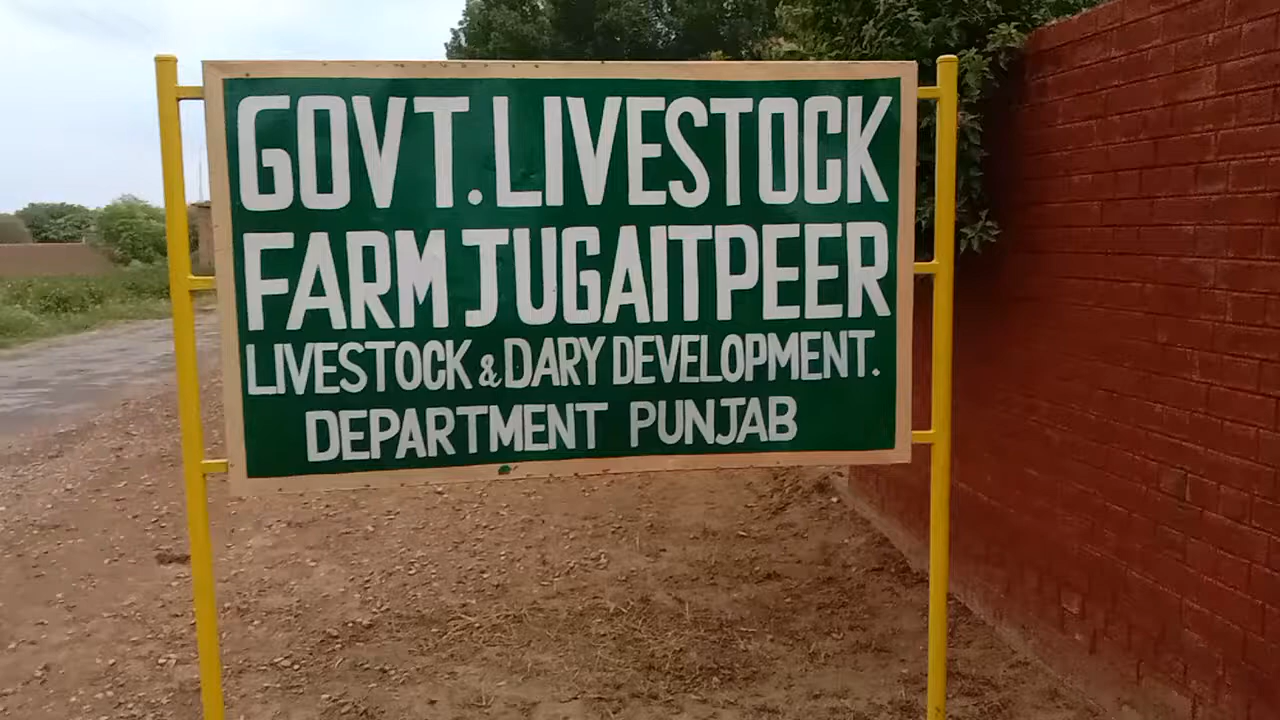 GOVT. LIVESTOCK
FARM JUGAITPEER
LIVESTOCK & DARY DEVELOPMENT.
DEPARTMENT PUNJAB